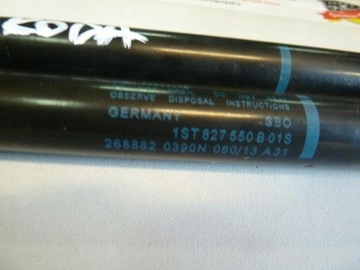 OBSERVE DISPOSAL INSTRUCTIONS
GERMANY SBO
1ST 827 550 B 01S
268882 0390N 060/13 A31